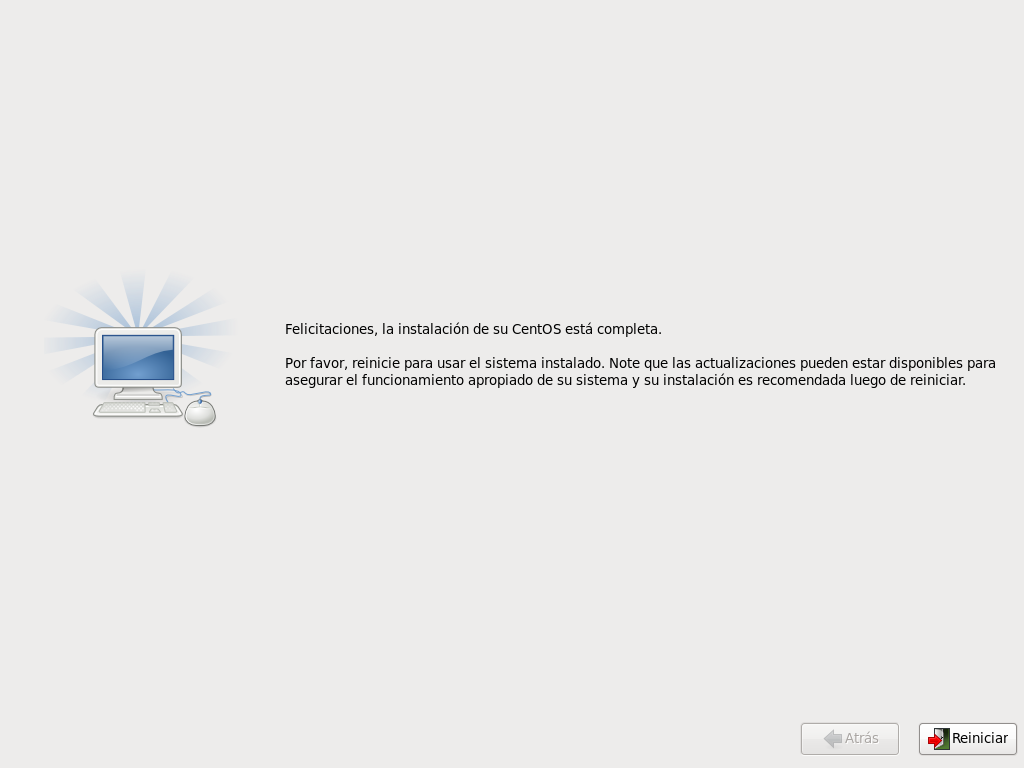 Felicitaciones, la instalación de su CentOS está completa.
Por favor, reinicie para usar el sistema instalado. Note que las actualizaciones pueden estar disponibles para
asegurar el funcionamiento apropiado de su sistema y su instalación es recomendada luego de reiniciar.
Atrás
Reiniciar